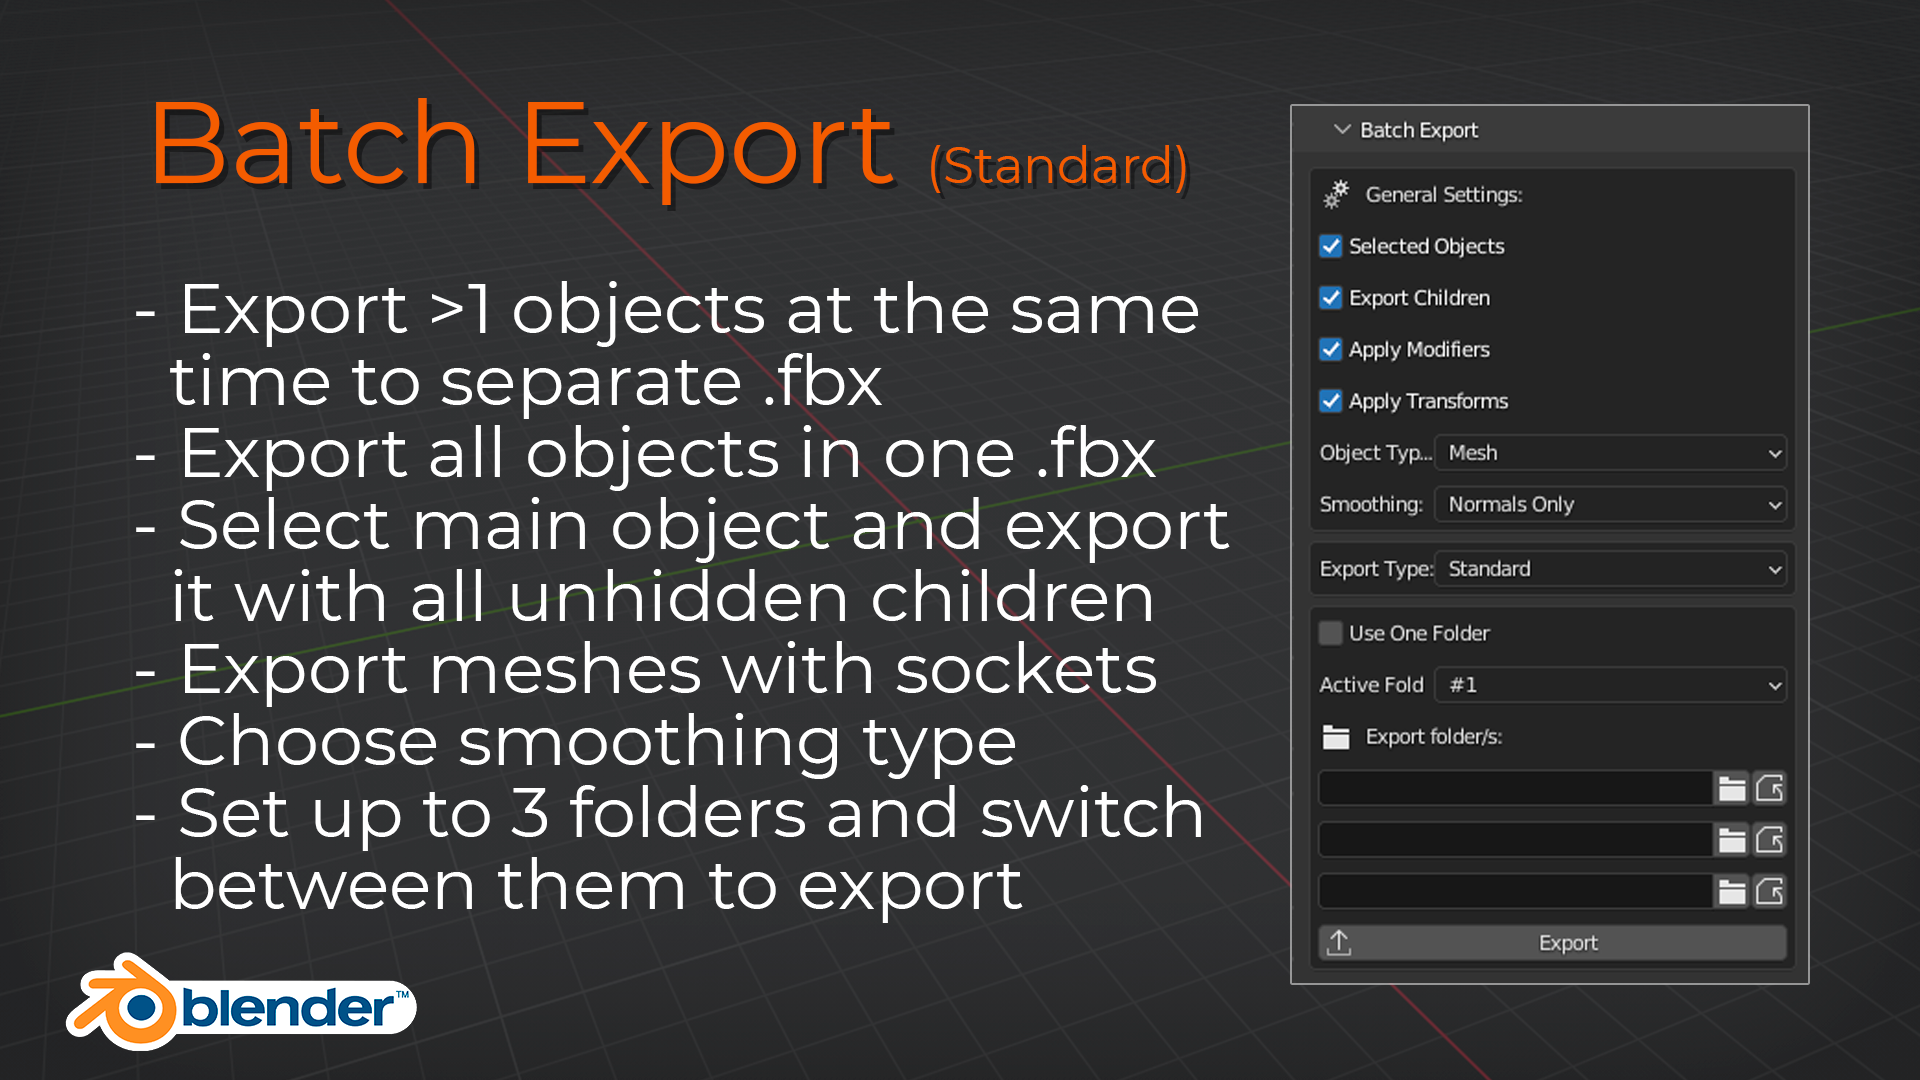 Batch Export (Standard)
- Export >1 objects at the same
time to separate .fbx
- Export all objects in one .fbx
- Select main object and export
it with all unhidden children
- Export meshes with sockets
- Choose smoothing type
- Set up to 3 folders and switch
between them to export
blender™
Batch Export
General Settings:
Selected Objects
Export Children
Apply Modifiers
Apply Transforms
Object Typ... Mesh
Smoothing: Normals Only
Export Type: Standard
Use One Folder
Active Fold #1
Export folder/s:
Export